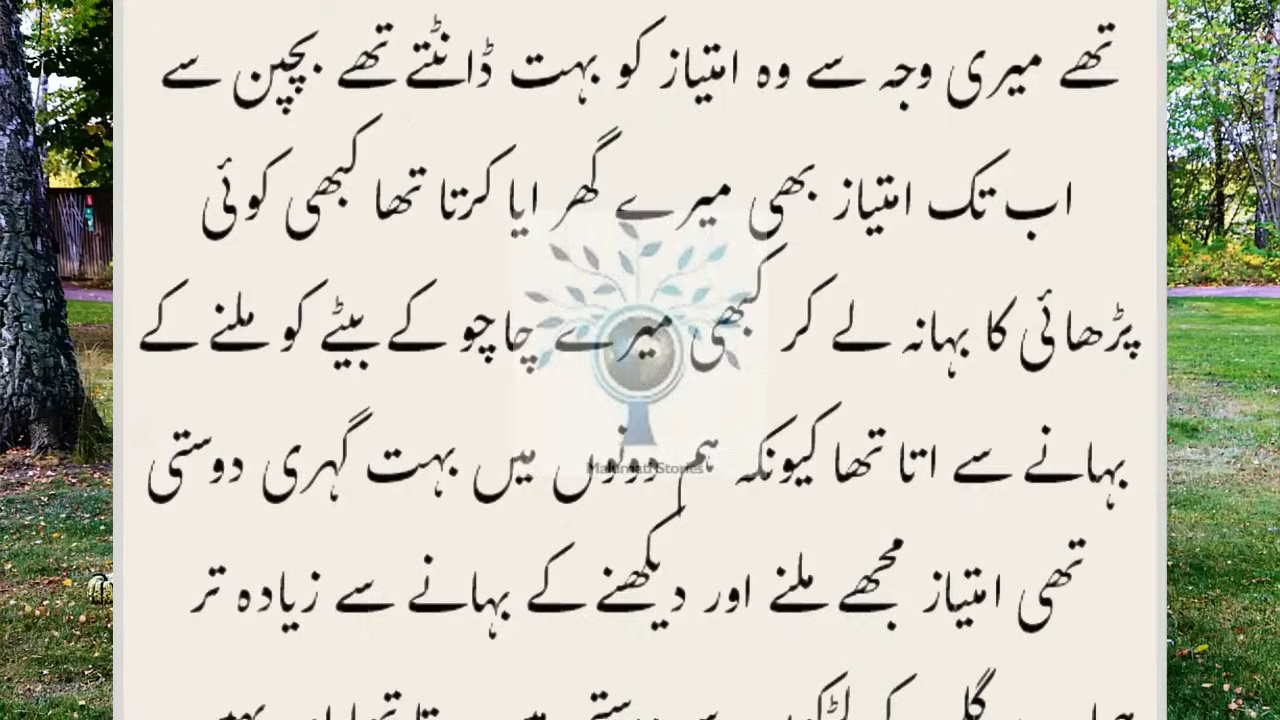 تھے میری وجہ سے وہ امتیاز کو بہت ڈانٹتے تھے بچپن سے
اب تک امتیاز بھی میرے گھر ایا کرتا تھا کبھی کوئی
پڑھائی کا بہانہ لے کر کبھی میرے چاچو کے بیٹے کو ملنے کے
بہانے سے اتا تھا کیونکہ ہم دونوں میں بہت گہری دوستی
Malumati Stories
تھی امتیاز مجھے ملنے اور دیکھنے کے بہانے سے زیادہ تر